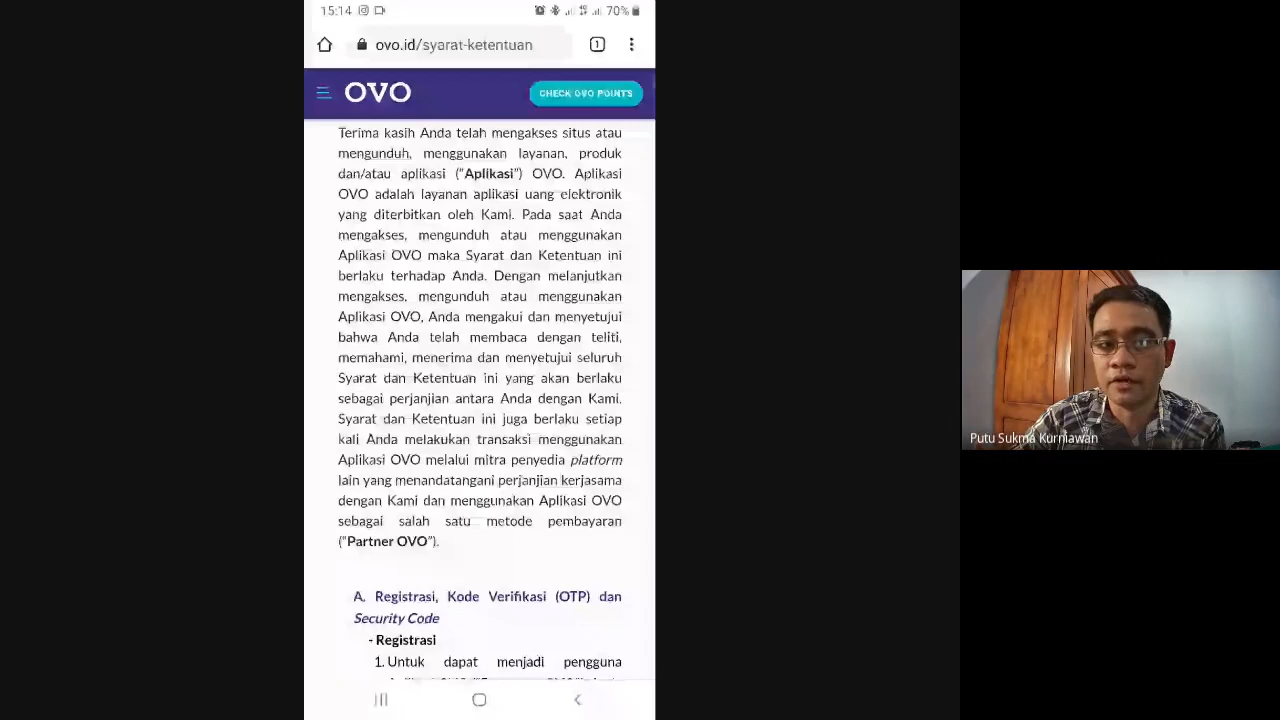 15:14
70%
ovo.id/syarat-ketentuan
1
OVO
CHECK OVO POINTS
Terima kasih Anda telah mengakses situs atau
mengunduh, menggunakan layanan, produk
dan/atau aplikasi (“Aplikasi”) OVO. Aplikasi
OVO adalah layanan aplikasi uang elektronik
yang diterbitkan oleh Kami. Pada saat Anda
mengakses, mengunduh atau menggunakan
Aplikasi OVO maka Syarat dan Ketentuan ini
berlaku terhadap Anda. Dengan melanjutkan
mengakses, mengunduh atau menggunakan
Aplikasi OVO, Anda mengakui dan menyetujui
bahwa Anda telah membaca dengan teliti,
memahami, menerima dan menyetujui seluruh
Syarat dan Ketentuan ini yang akan berlaku
sebagai perjanjian antara Anda dengan Kami.
Syarat dan Ketentuan ini juga berlaku setiap
kali Anda melakukan transaksi menggunakan
Aplikasi OVO melalui mitra penyedia platform
lain yang menandatangani perjanjian kerjasama
dengan Kami dan menggunakan Aplikasi OVO
sebagai salah satu metode pembayaran
(“Partner OVO”).
A. Registrasi, Kode Verifikasi (OTP) dan
Security Code
- Registrasi
1. Untuk dapat menjadi pengguna
Putu Sukma Kurniawan